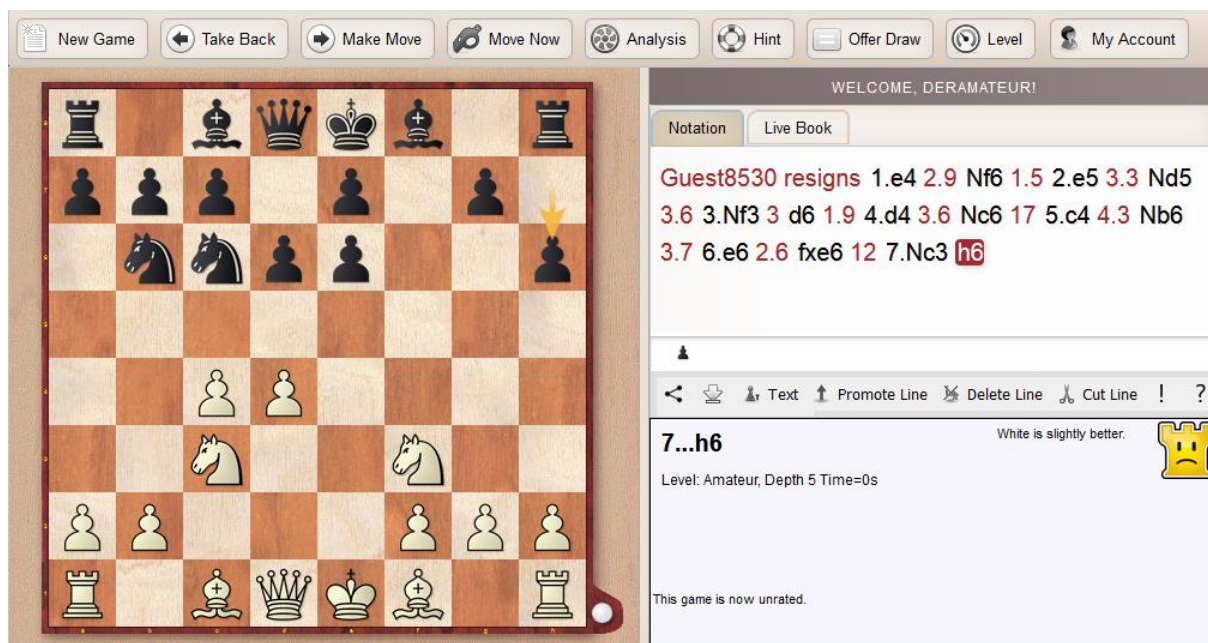 New Game Take Back Make Move Move Now Analysis Hint Offer Draw Level My Account
WELCOME, DERAMATEUR!
Notation Live Book
Guest8530 resigns 1.e4 2.9 Nf6 1.5 2.e5 3.3 Nd5
3.6 3.Nf3 3 d6 1.9 4.d4 3.6 Nc6 17 5.c4 4.3 Nb6
3.7 6.e6 2.6 fxe6 12 7.Nc3 h6
Text Promote Line Delete Line Cut Line ! ?
7...h6 White is slightly better.
Level: Amateur, Depth 5 Time=0s
This game is now unrated.